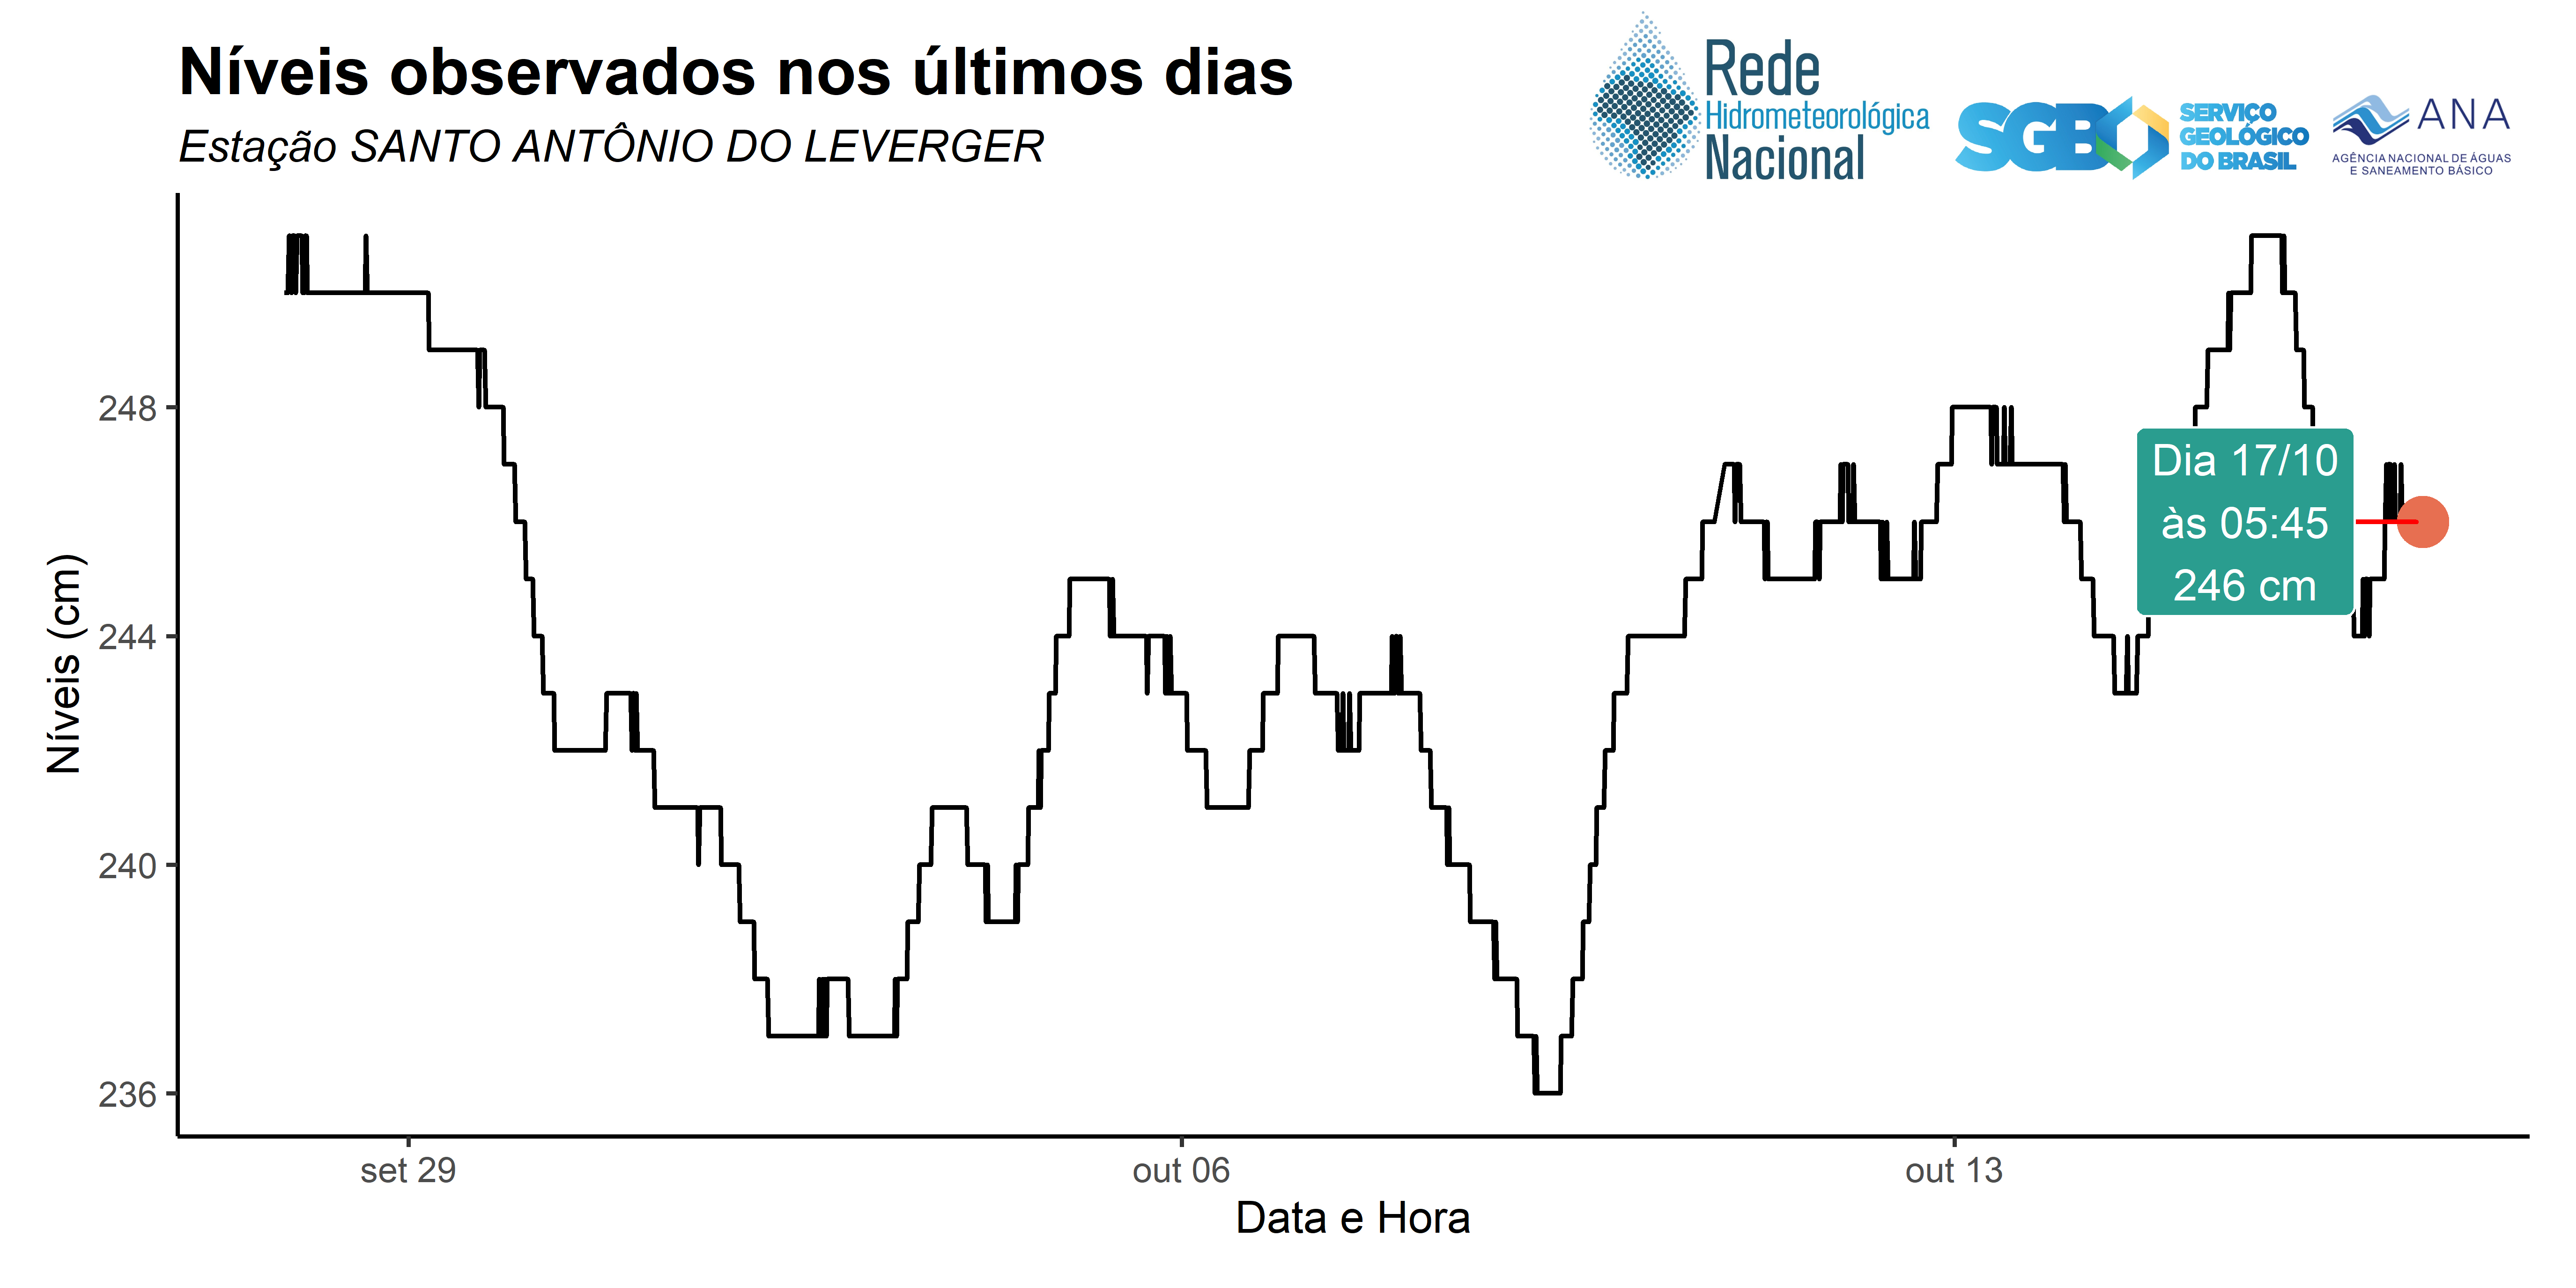 Níveis observados nos últimos dias
Estação SANTO ANTÔNIO DO LEVERGER
Rede
Hidrometeorológica
Nacional
SGB
SERVIÇO
GEOLÓGICO
DO BRASIL
ANA
AGÊNCIA NACIONAL DE ÁGUAS
E SANEAMENTO BÁSICO
Níveis (cm)
248
244
240
236
Dia 17/10
às 05:45
246 cm
set 29
out 06
out 13
Data e Hora